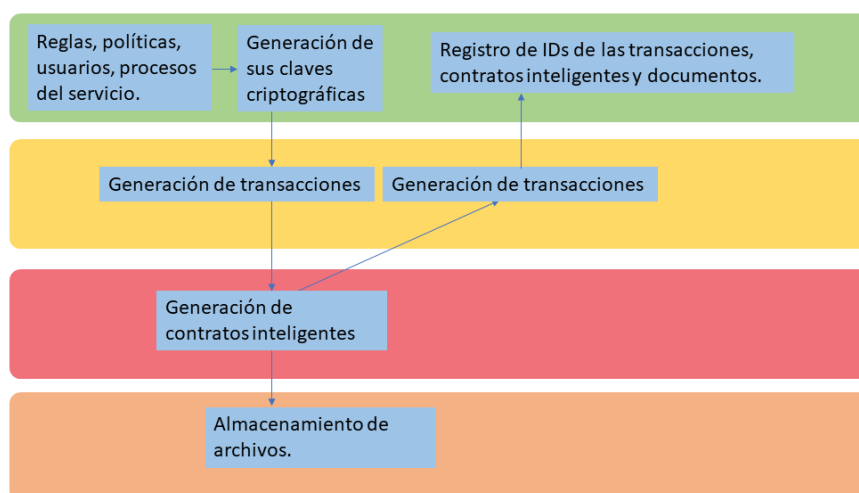 Reglas, políticas,
usuarios, procesos
del servicio.
Generación de
sus claves
criptográficas
Registro de IDs de las transacciones,
contratos inteligentes y documentos.
Generación de transacciones
Generación de transacciones
Generación de
contratos inteligentes
Almacenamiento de
archivos.